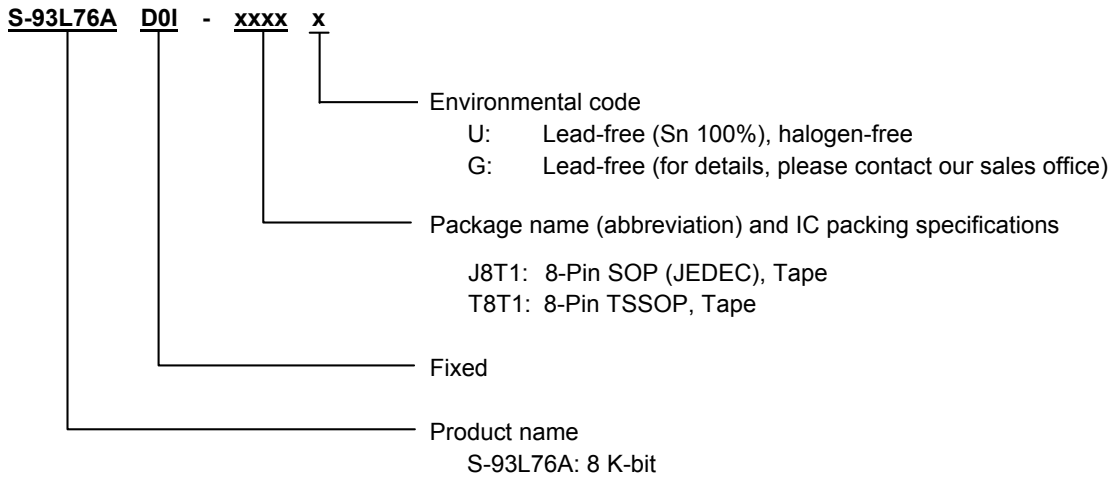 S-93L76A D0I - xxxx x
Environmental code
U: Lead-free (Sn 100%), halogen-free
G: Lead-free (for details, please contact our sales office)
Package name (abbreviation) and IC packing specifications
J8T1: 8-Pin SOP (JEDEC), Tape
T8T1: 8-Pin TSSOP, Tape
Fixed
Product name
S-93L76A: 8 K-bit